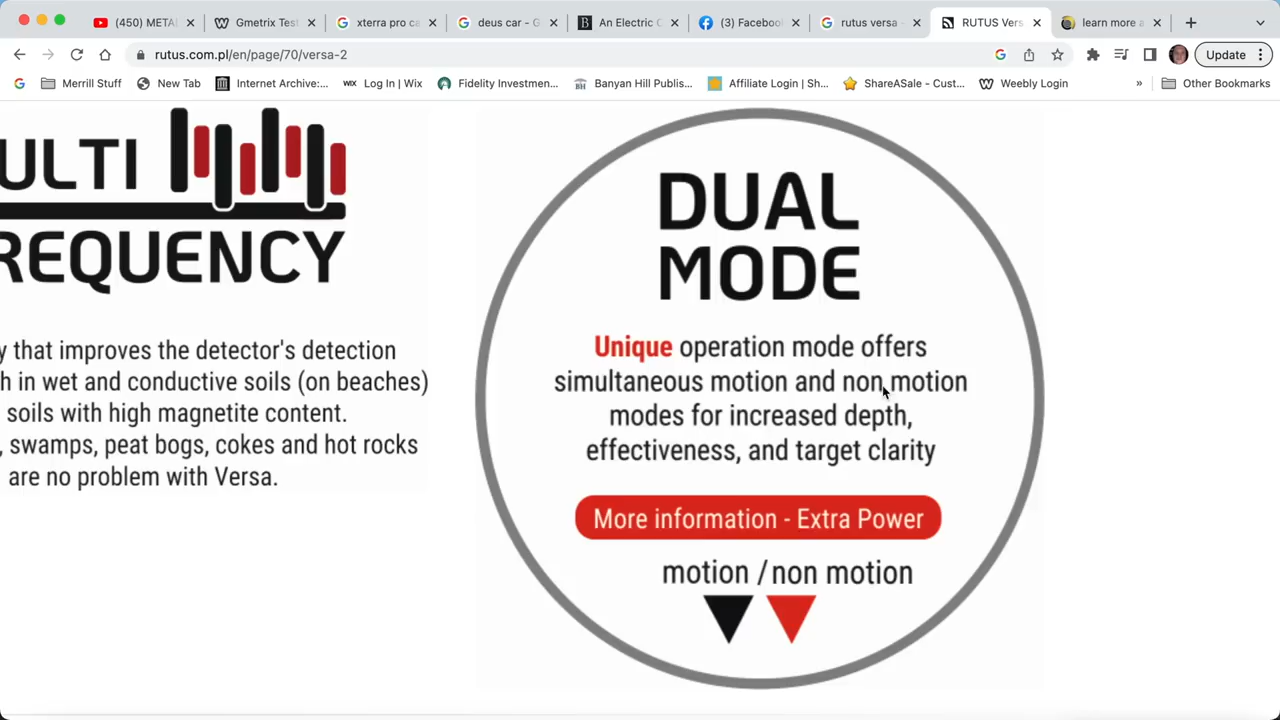 (450) META
Gmetrix Tes
xterra pro c
deus car - G
An Electric C
(3) Facebook
rutus versa -
RUTUS Vers
learn more a
rutus.com.pl/en/page/70/versa-2
Update
Merrill Stuff
New Tab
Internet Archive:...
WIX Log In | Wix
Fidelity Investmen...
Banyan Hill Publis...
Affiliate Login | Sh...
ShareASale - Cust...
Weebly Login
»
Other Bookmarks
ULTI
REQUENCY
y that improves the detector's detection
h in wet and conductive soils (on beaches)
soils with high magnetite content.
, swamps, peat bogs, cokes and hot rocks
are no problem with Versa.
DUAL
MODE
Unique operation mode offers
simultaneous motion and non motion
modes for increased depth,
effectiveness, and target clarity
More information - Extra Power
motion / non motion